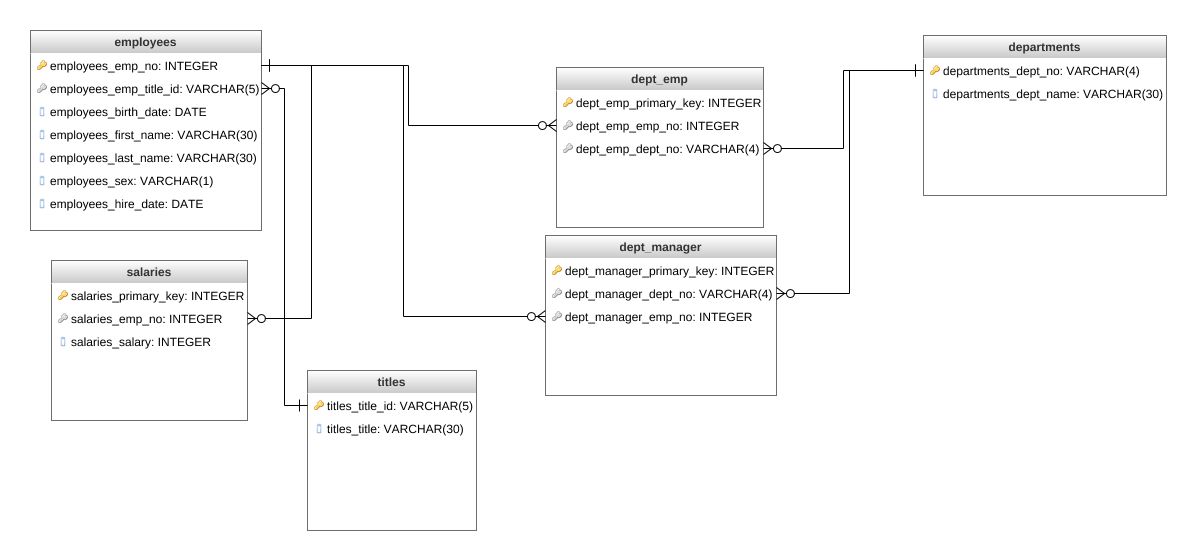 employees
employees_emp_no: INTEGER
employees_emp_title_id: VARCHAR(5)
employees_birth_date: DATE
employees_first_name: VARCHAR(30)
employees_last_name: VARCHAR(30)
employees_sex: VARCHAR(1)
employees_hire_date: DATE
dept_emp
dept_emp_primary_key: INTEGER
dept_emp_emp_no: INTEGER
dept_emp_dept_no: VARCHAR(4)
departments
departments_dept_no: VARCHAR(4)
departments_dept_name: VARCHAR(30)
salaries
salaries_primary_key: INTEGER
salaries_emp_no: INTEGER
salaries_salary: INTEGER
dept_manager
dept_manager_primary_key: INTEGER
dept_manager_dept_no: VARCHAR(4)
dept_manager_emp_no: INTEGER
titles
titles_title_id: VARCHAR(5)
titles_title: VARCHAR(30)